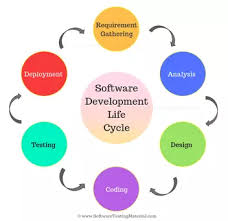 Requirement
Gathering
Deployment
Analysis
Software
Development
Life
Cycle
Testing
Design
Coding
© www.SoftwareTestingMaterial.com